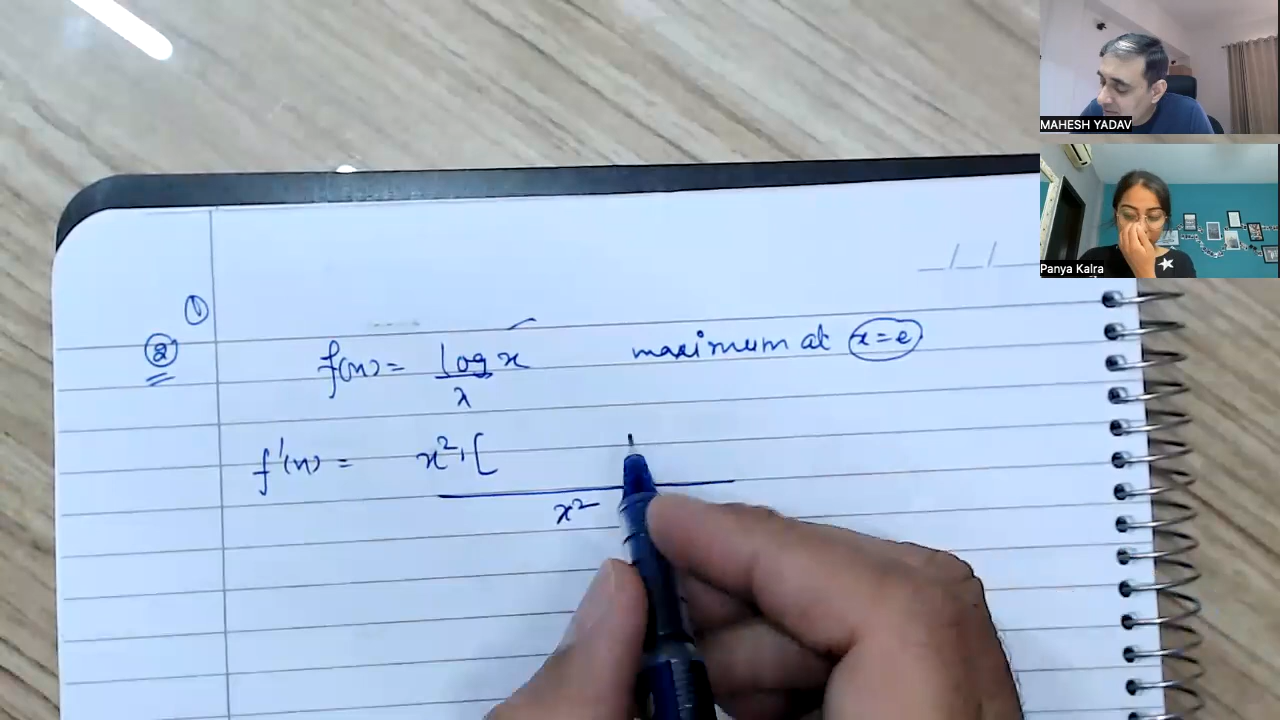 MAHESH YADAV
Panya Kalra
_/_/_
①
② f(x) = log x / x maximum at x=e
f'(x) = x² · [ / x²